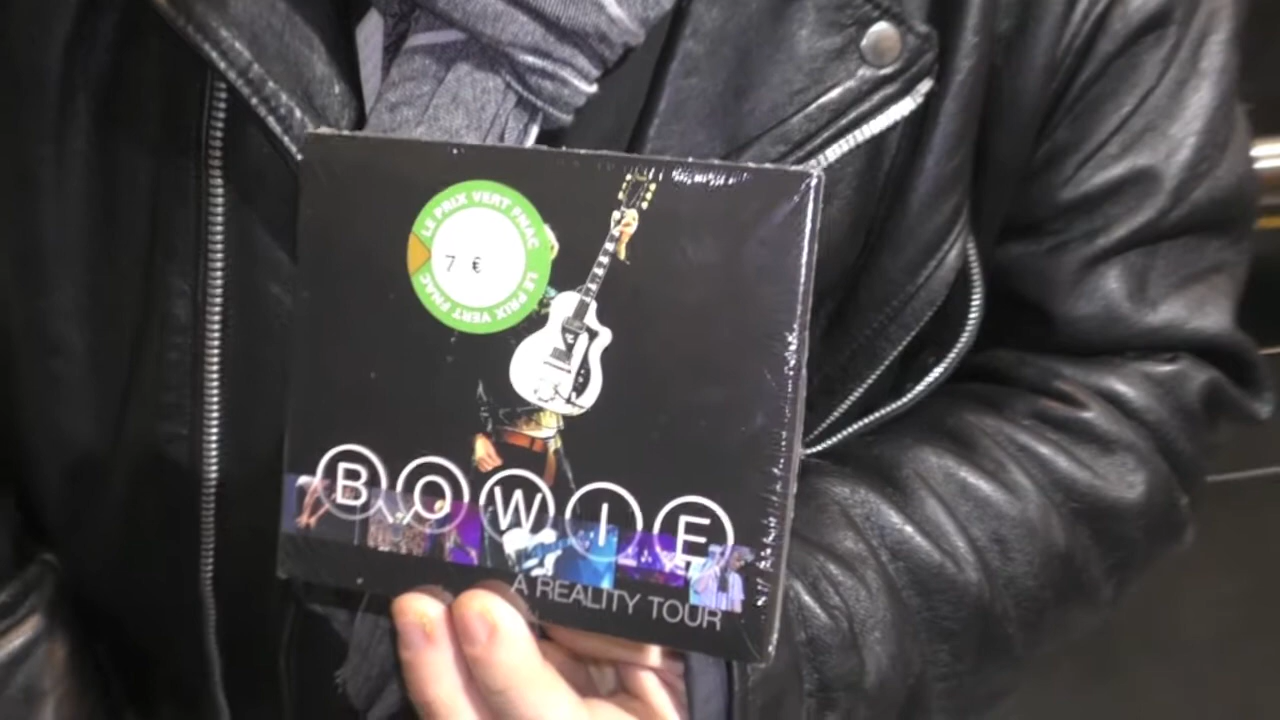 LE PRIX VERT FNAC
7 €
LE PRIX VERT FNAC
BOWIE
A REALITY TOUR